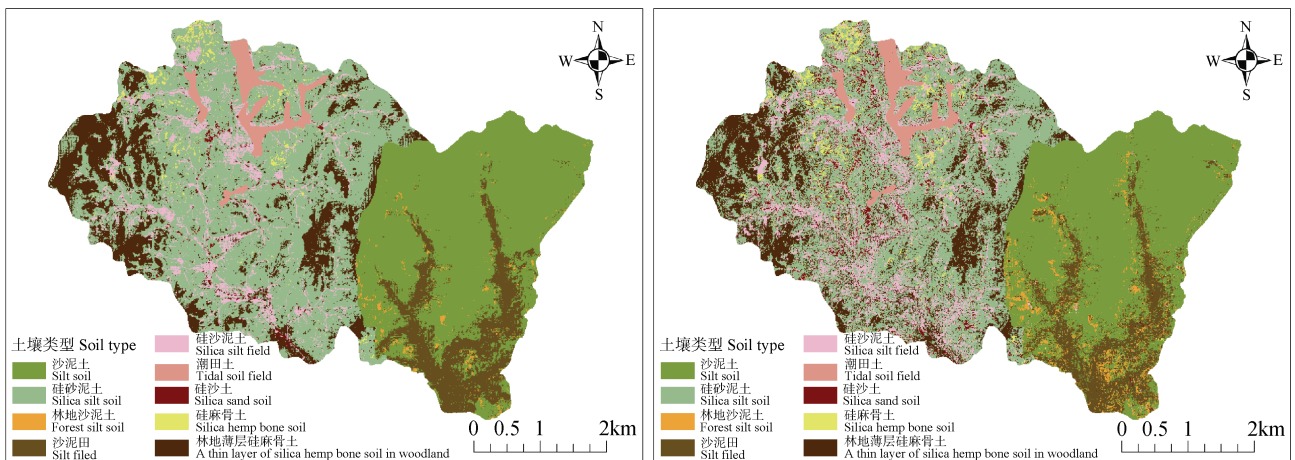 N
W E
S
土壤类型 Soil type
沙泥土
Silt soil
硅砂泥土
Silica silt soil
林地沙泥土
Forest silt soil
沙泥田
Silt filed
硅沙泥土
Silica silt field
潮田土
Tidal soil field
硅沙土
Silica sand soil
硅麻骨土
Silica hemp bone soil
林地薄层硅麻骨土
A thin layer of silica hemp bone soil in woodland
0 0.5 1 2km
N
W E
S
土壤类型 Soil type
沙泥土
Silt soil
硅砂泥土
Silica silt soil
林地沙泥土
Forest silt soil
沙泥田
Silt filed
硅沙泥土
Silica silt field
潮田土
Tidal soil field
硅沙土
Silica sand soil
硅麻骨土
Silica hemp bone soil
林地薄层硅麻骨土
A thin layer of silica hemp bone soil in woodland
0 0.5 1 2km